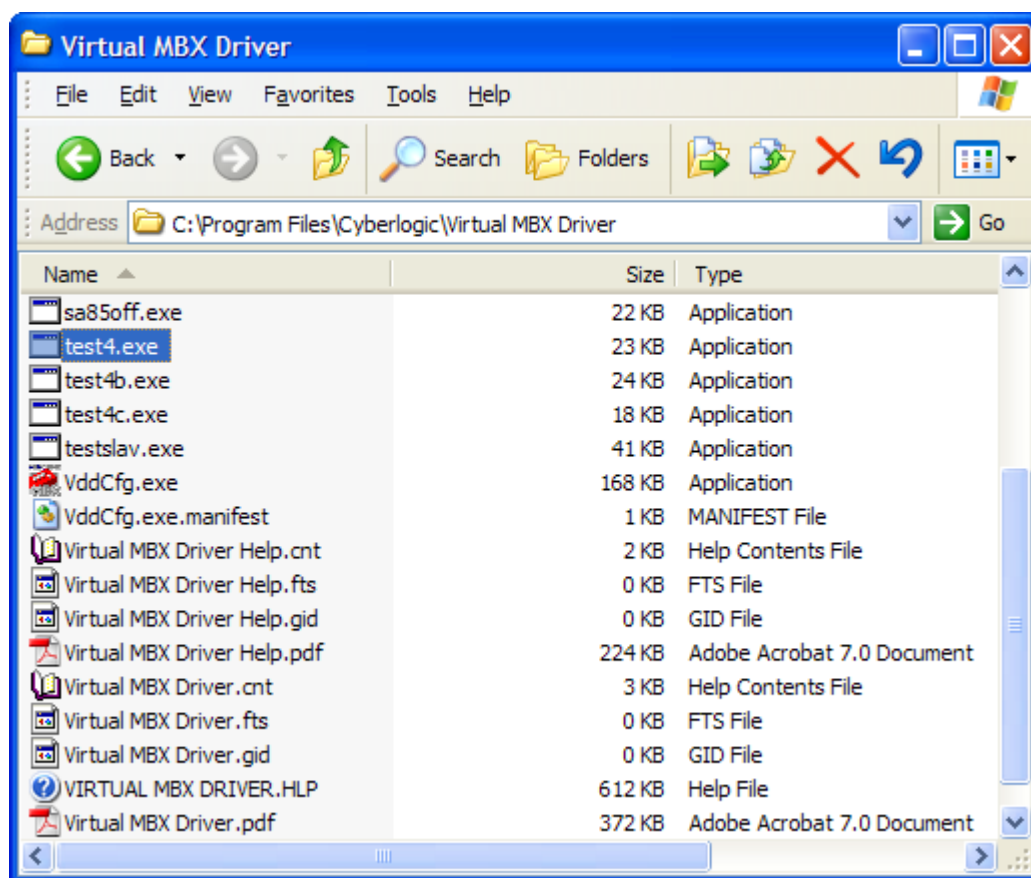 Virtual MBX Driver
File Edit View Favorites Tools Help
Back Search Folders
Address C:\Program Files\Cyberlogic\Virtual MBX Driver Go
Name Size Type
sa85off.exe 22 KB Application
test4.exe 23 KB Application
test4b.exe 24 KB Application
test4c.exe 18 KB Application
testslav.exe 41 KB Application
VddCfg.exe 168 KB Application
VddCfg.exe.manifest 1 KB MANIFEST File
Virtual MBX Driver Help.cnt 2 KB Help Contents File
Virtual MBX Driver Help.fts 0 KB FTS File
Virtual MBX Driver Help.gid 0 KB GID File
Virtual MBX Driver Help.pdf 224 KB Adobe Acrobat 7.0 Document
Virtual MBX Driver.cnt 3 KB Help Contents File
Virtual MBX Driver.fts 0 KB FTS File
Virtual MBX Driver.gid 0 KB GID File
VIRTUAL MBX DRIVER.HLP 612 KB Help File
Virtual MBX Driver.pdf 372 KB Adobe Acrobat 7.0 Document